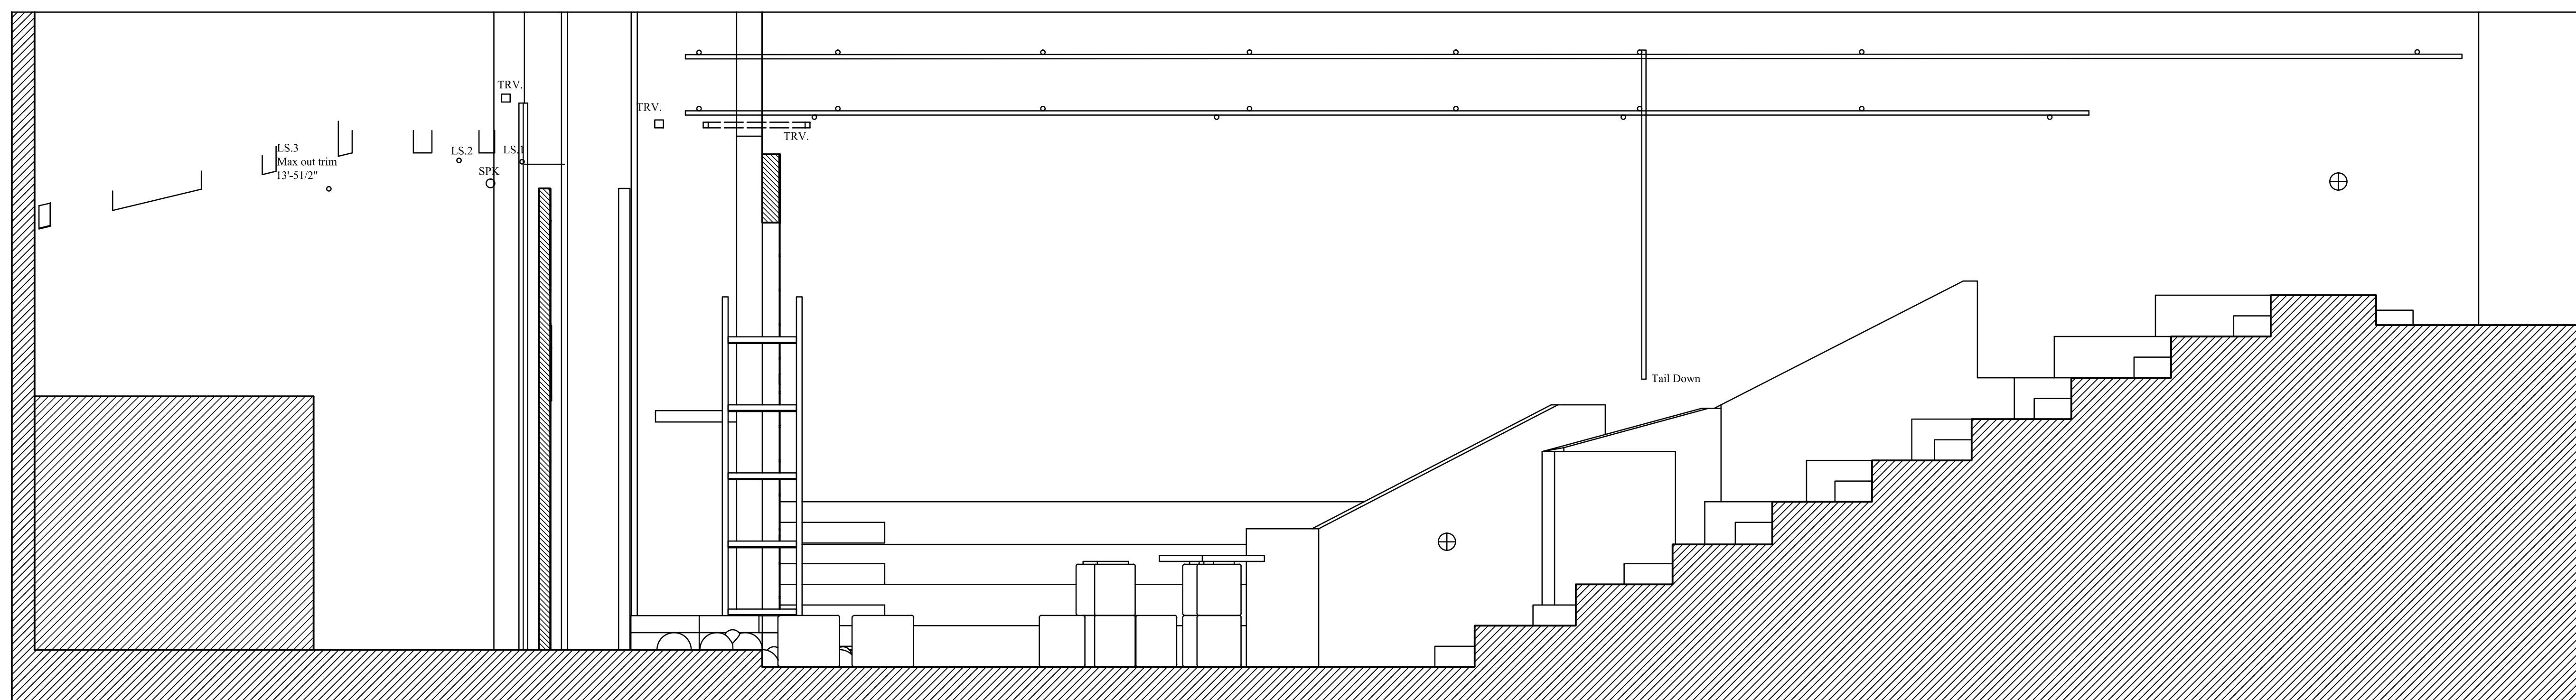 TRV.
TRV.
TRV.
LS.3
Max out trim
13'-51/2"
LS.2
LS.1
SPK
Tail Down